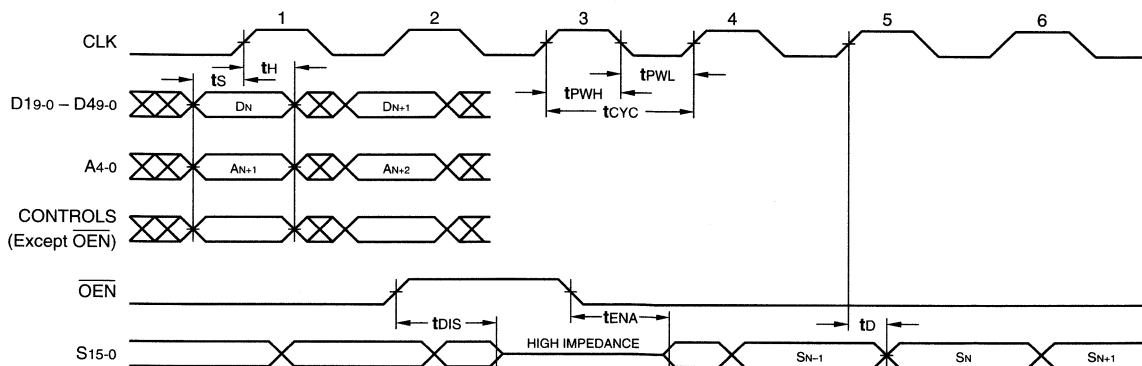 1 2 3 4 5 6
CLK
tS tH
tPWL
tPWH
tCYC
D19-0 – D49-0
DN DN+1
A4-0
AN+1 AN+2
CONTROLS
(Except OEN)
OEN
tDIS tENA tD
S15-0
HIGH IMPEDANCE
SN–1 SN SN+1